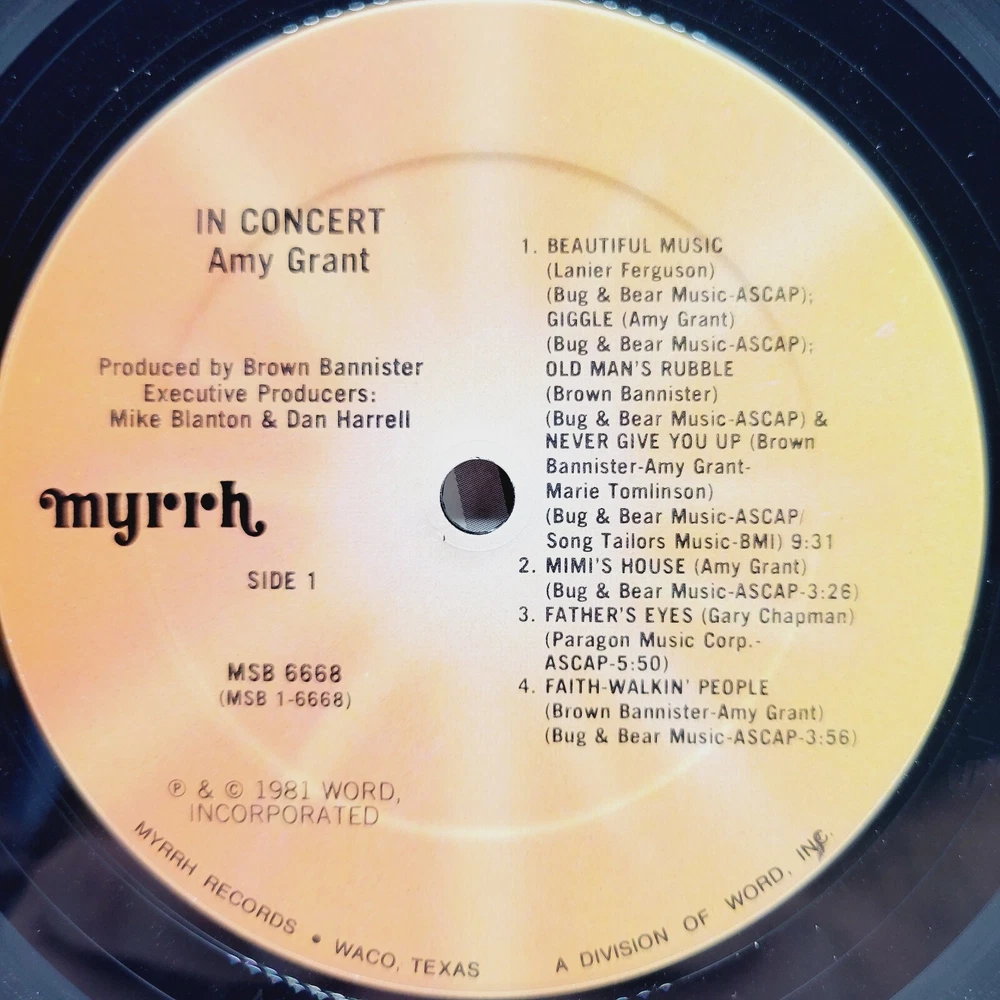 IN CONCERT
Amy Grant
Produced by Brown Bannister
Executive Producers:
Mike Blanton & Dan Harrell
myrrh
SIDE 1
MSB 6668
(MSB 1-6668)
℗ & © 1981 WORD,
INCORPORATED
1. BEAUTIFUL MUSIC
(Lanier Ferguson)
(Bug & Bear Music-ASCAP);
GIGGLE (Amy Grant)
(Bug & Bear Music-ASCAP);
OLD MAN'S RUBBLE
(Brown Bannister)
(Bug & Bear Music-ASCAP) &
NEVER GIVE YOU UP (Brown
Bannister-Amy Grant-
Marie Tomlinson)
(Bug & Bear Music-ASCAP/
Song Tailors Music-BMI) 9:31
2. MIMI'S HOUSE (Amy Grant)
(Bug & Bear Music-ASCAP-3:26)
3. FATHER'S EYES (Gary Chapman)
(Paragon Music Corp.-
ASCAP-5:50)
4. FAITH-WALKIN' PEOPLE
(Brown Bannister-Amy Grant)
(Bug & Bear Music-ASCAP-3:56)
MYRRH RECORDS • WACO, TEXAS
A DIVISION OF WORD, INC.